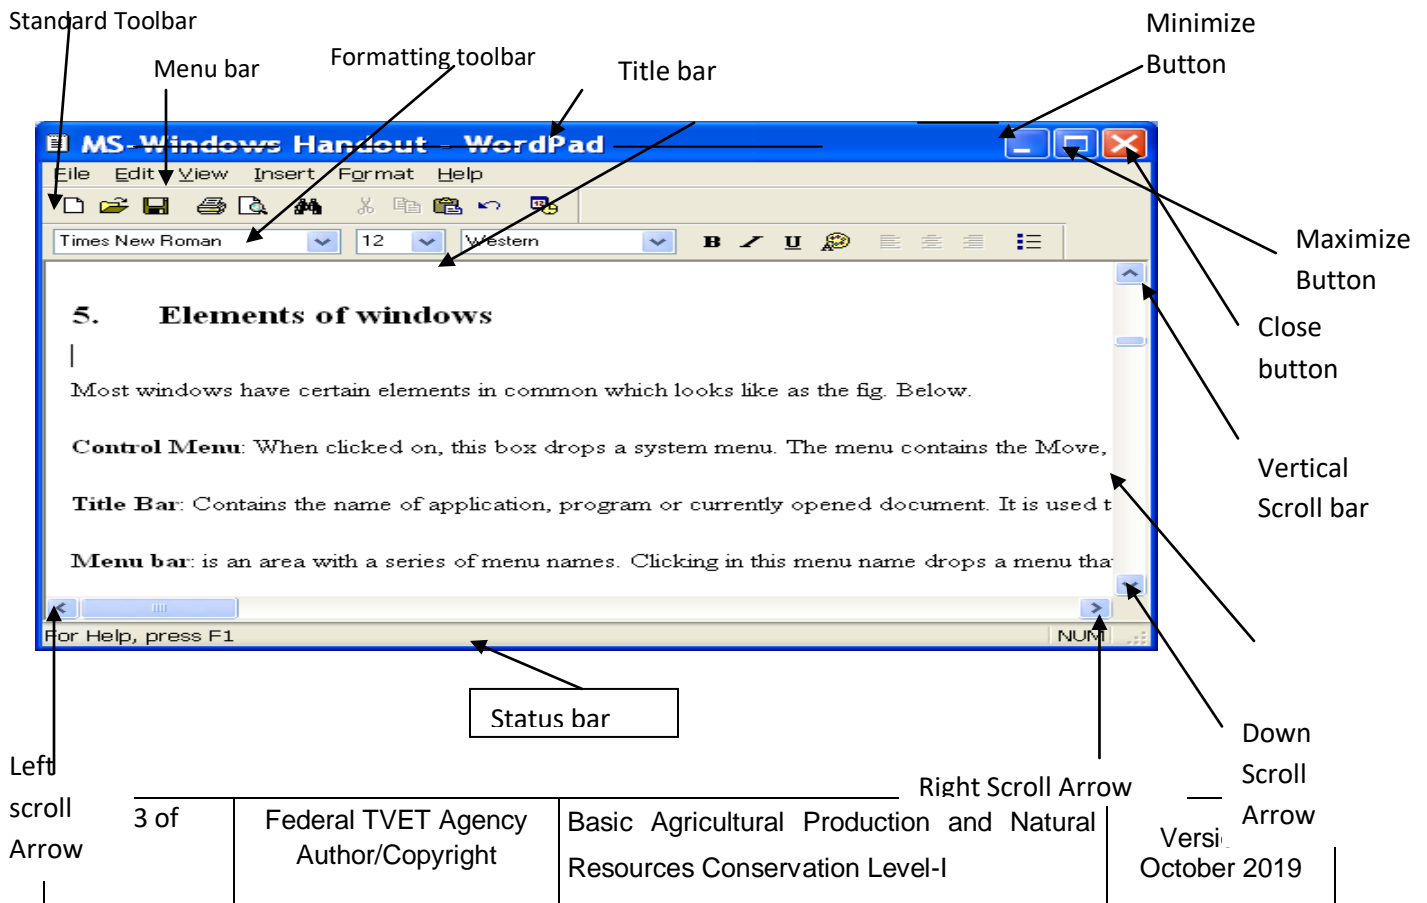 Standard Toolbar
Menu bar
Formatting toolbar
Title bar
Minimize
Button
MS-Windows Handout - WordPad
File Edit View Insert Format Help
Times New Roman 12 Western B U
Maximize
Button
Close
button
5. Elements of windows
Most windows have certain elements in common which looks like as the fig. Below.
Control Menu: When clicked on, this box drops a system menu. The menu contains the Move,
Title Bar: Contains the name of application, program or currently opened document. It is used t
Menu bar: is an area with a series of menu names. Clicking in this menu name drops a menu tha
Vertical
Scroll bar
For Help, press F1 NUM
Status bar
Left
scroll
Arrow
Right Scroll Arrow
Down
Scroll
Arrow
3 of
Federal TVET Agency
Author/Copyright
Basic Agricultural Production and Natural
Resources Conservation Level-I
October 2019